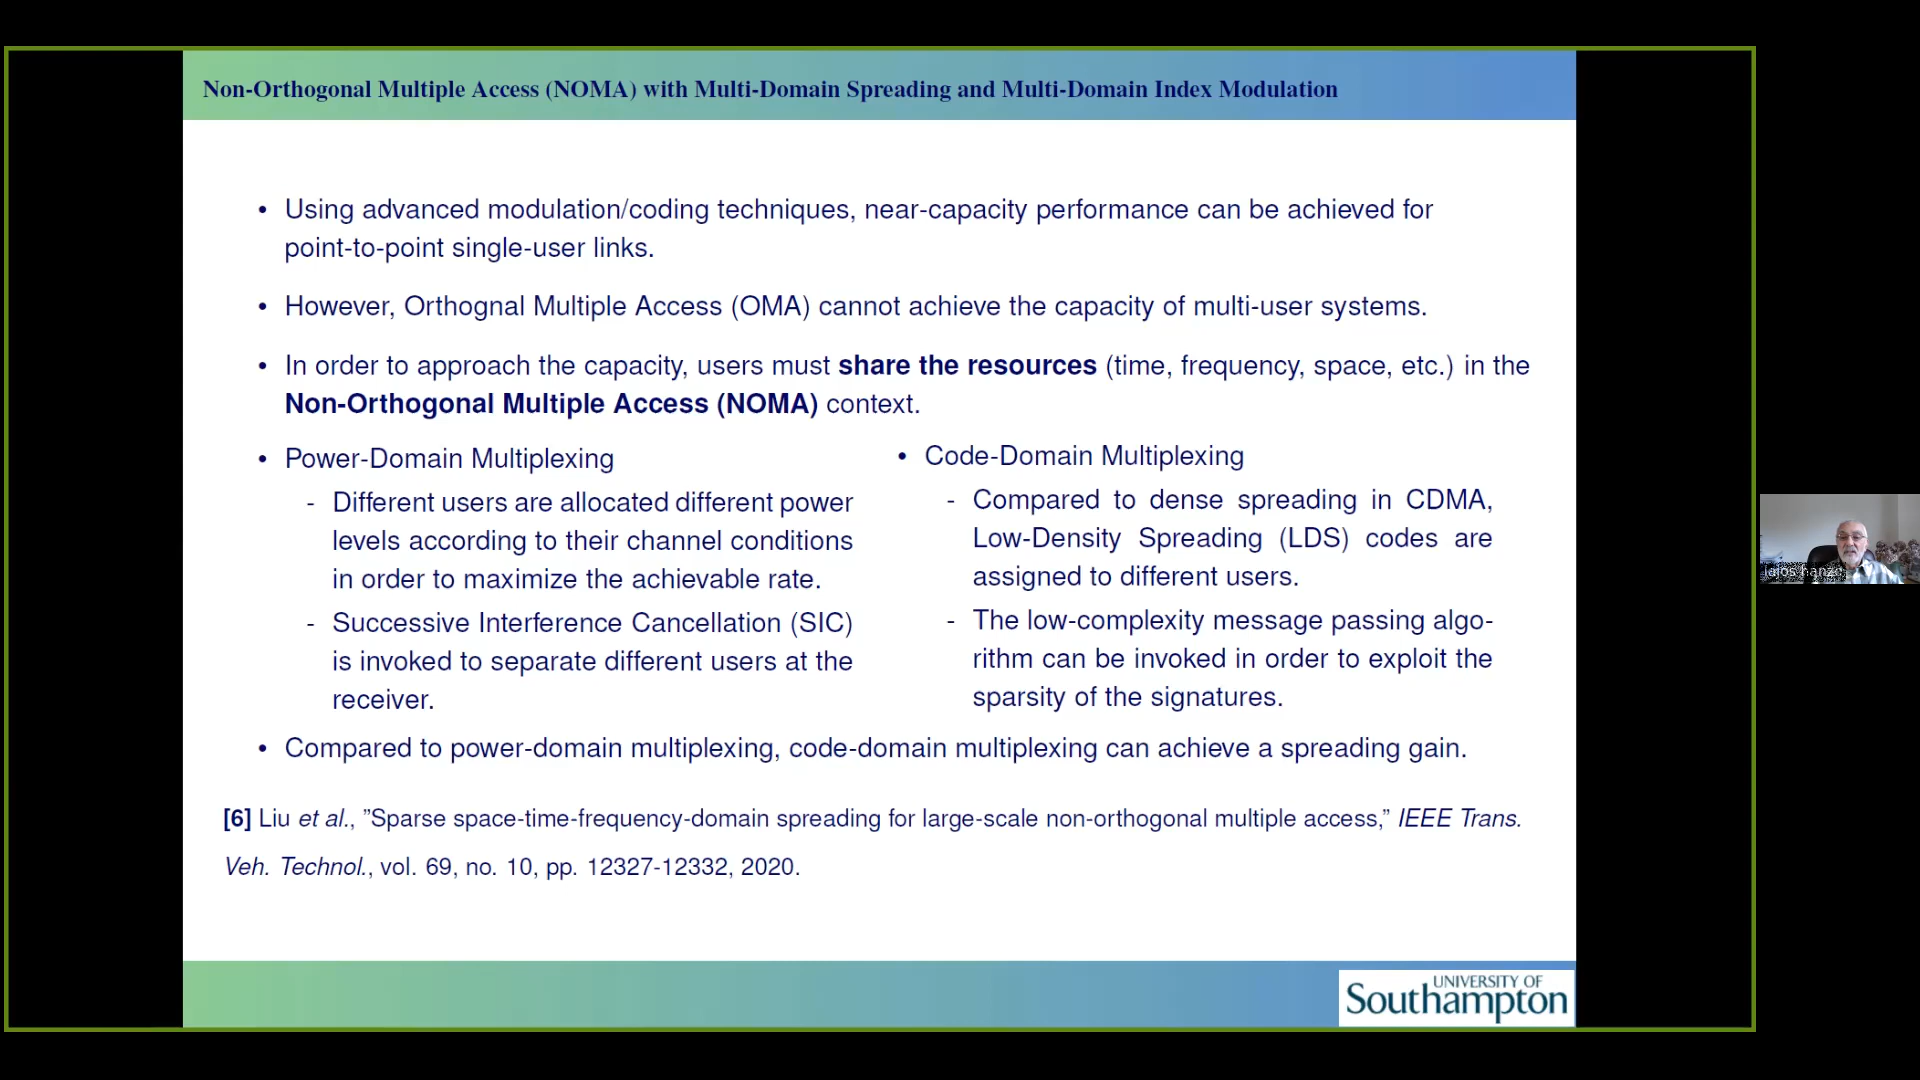 Non-Orthogonal Multiple Access (NOMA) with Multi-Domain Spreading and Multi-Domain Index Modulation
• Using advanced modulation/coding techniques, near-capacity performance can be achieved for
point-to-point single-user links.
• However, Orthognal Multiple Access (OMA) cannot achieve the capacity of multi-user systems.
• In order to approach the capacity, users must share the resources (time, frequency, space, etc.) in the
Non-Orthogonal Multiple Access (NOMA) context.
• Power-Domain Multiplexing
- Different users are allocated different power
levels according to their channel conditions
in order to maximize the achievable rate.
- Successive Interference Cancellation (SIC)
is invoked to separate different users at the
receiver.
• Code-Domain Multiplexing
- Compared to dense spreading in CDMA,
Low-Density Spreading (LDS) codes are
assigned to different users.
- The low-complexity message passing algo-
rithm can be invoked in order to exploit the
sparsity of the signatures.
• Compared to power-domain multiplexing, code-domain multiplexing can achieve a spreading gain.
[6] Liu et al., ”Sparse space-time-frequency-domain spreading for large-scale non-orthogonal multiple access,” IEEE Trans.
Veh. Technol., vol. 69, no. 10, pp. 12327-12332, 2020.
UNIVERSITY OF
Southampton
lajos hanzo